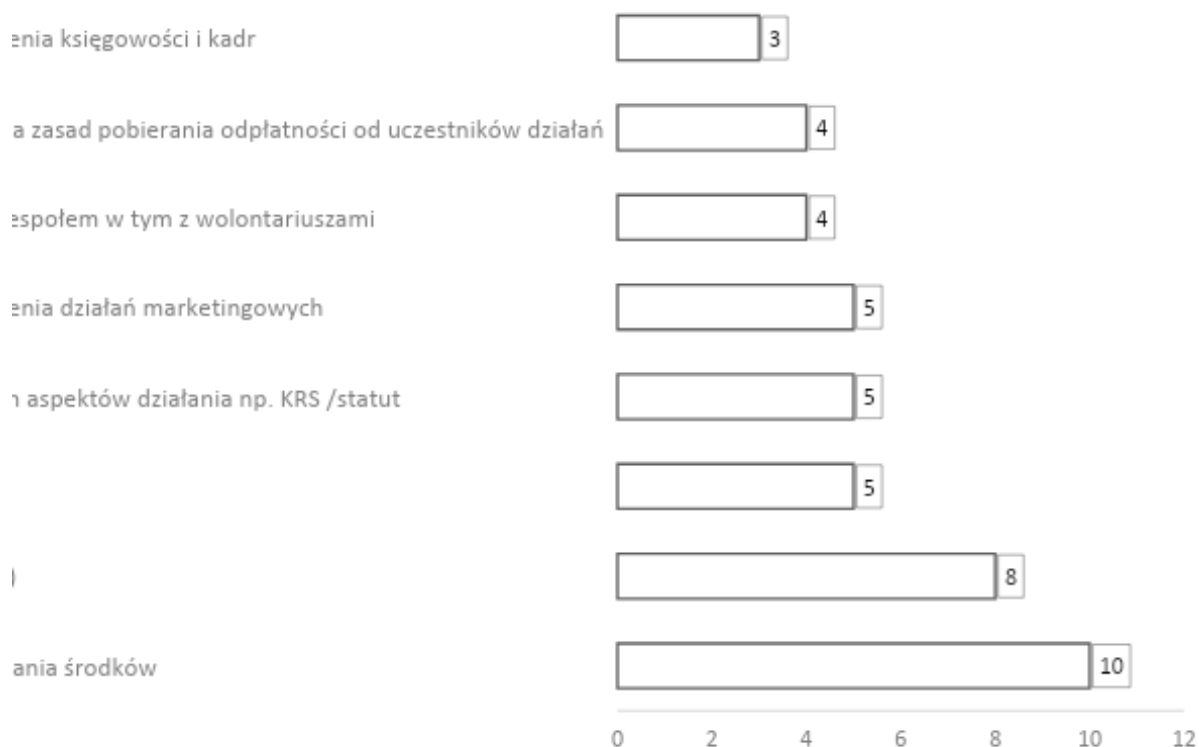 enia księgowości i kadr 3
a zasad pobierania odpłatności od uczestników działań 4
espołem w tym z wolontariuszami 4
enia działań marketingowych 5
aspektów działania np. KRS /statut 5
5
) 8
ania środków 10
0 2 4 6 8 10 12